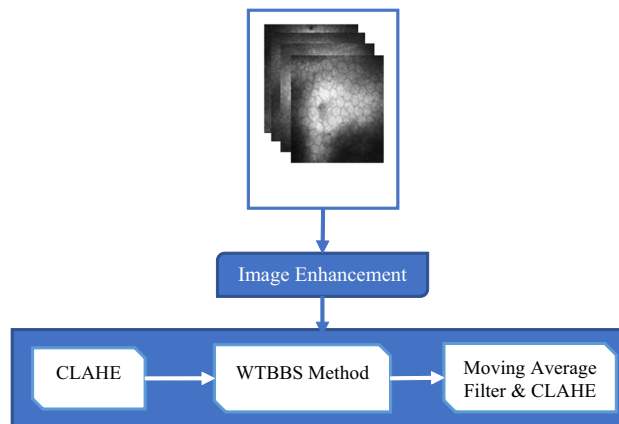 Image Enhancement
CLAHE
WTBBS Method
Moving Average
Filter & CLAHE